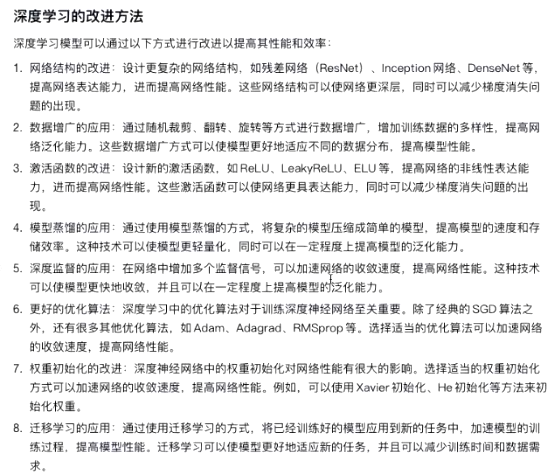 深度学习的改进方法
深度学习模型可以通过以下方式进行改进以提高其性能和效率：
1. 网络结构的改进：设计更复杂的网络结构，如残差网络（ResNet）、Inception 网络、DenseNet 等，
提高网络表达能力，进而提高网络性能。这些网络结构可以使网络更深层，同时可以减少梯度消失问
题的出现。
2. 数据增广的应用：通过随机裁剪、翻转、旋转等方式进行数据增广，增加训练数据的多样性，提高网
络泛化能力。这些数据增广方式可以使模型更好地适应不同的数据分布，提高模型性能。
3. 激活函数的改进：设计新的激活函数，如 ReLU、LeakyReLU、ELU 等，提高网络的非线性表达能
力，进而提高网络性能。这些激活函数可以使网络更具表达能力，同时可以减少梯度消失问题的出
现。
4. 模型蒸馏的应用：通过使用模型蒸馏的方式，将复杂的模型压缩成简单的模型，提高模型的速度和存
储效率。这种技术可以使模型更轻量化，同时可以在一定程度上提高模型的泛化能力。
5. 深度监督的应用：在网络中增加多个监督信号，可以加速网络的收敛速度，提高网络性能。这种技术
可以使模型更快地收敛，并且可以在一定程度上提高模型的泛化能力。
6. 更好的优化算法：深度学习中的优化算法对于训练深度神经网络至关重要。除了经典的 SGD 算法之
外，还有很多其他优化算法，如 Adam、Adagrad、RMSprop 等。选择适当的优化算法可以加速网络
的收敛速度，提高网络性能。
7. 权重初始化的改进：深度神经网络中的权重初始化对网络性能有很大的影响。选择适当的权重初始化
方式可以加速网络的收敛速度，提高网络性能。例如，可以使用 Xavier 初始化、He 初始化等方法来初
始化权重。
8. 迁移学习的应用：通过使用迁移学习的方式，将已经训练好的模型应用到新的任务中，加速模型的训
练过程，提高模型性能。迁移学习可以使模型更好地适应新的任务，并且可以减少训练时间和数据需
求。